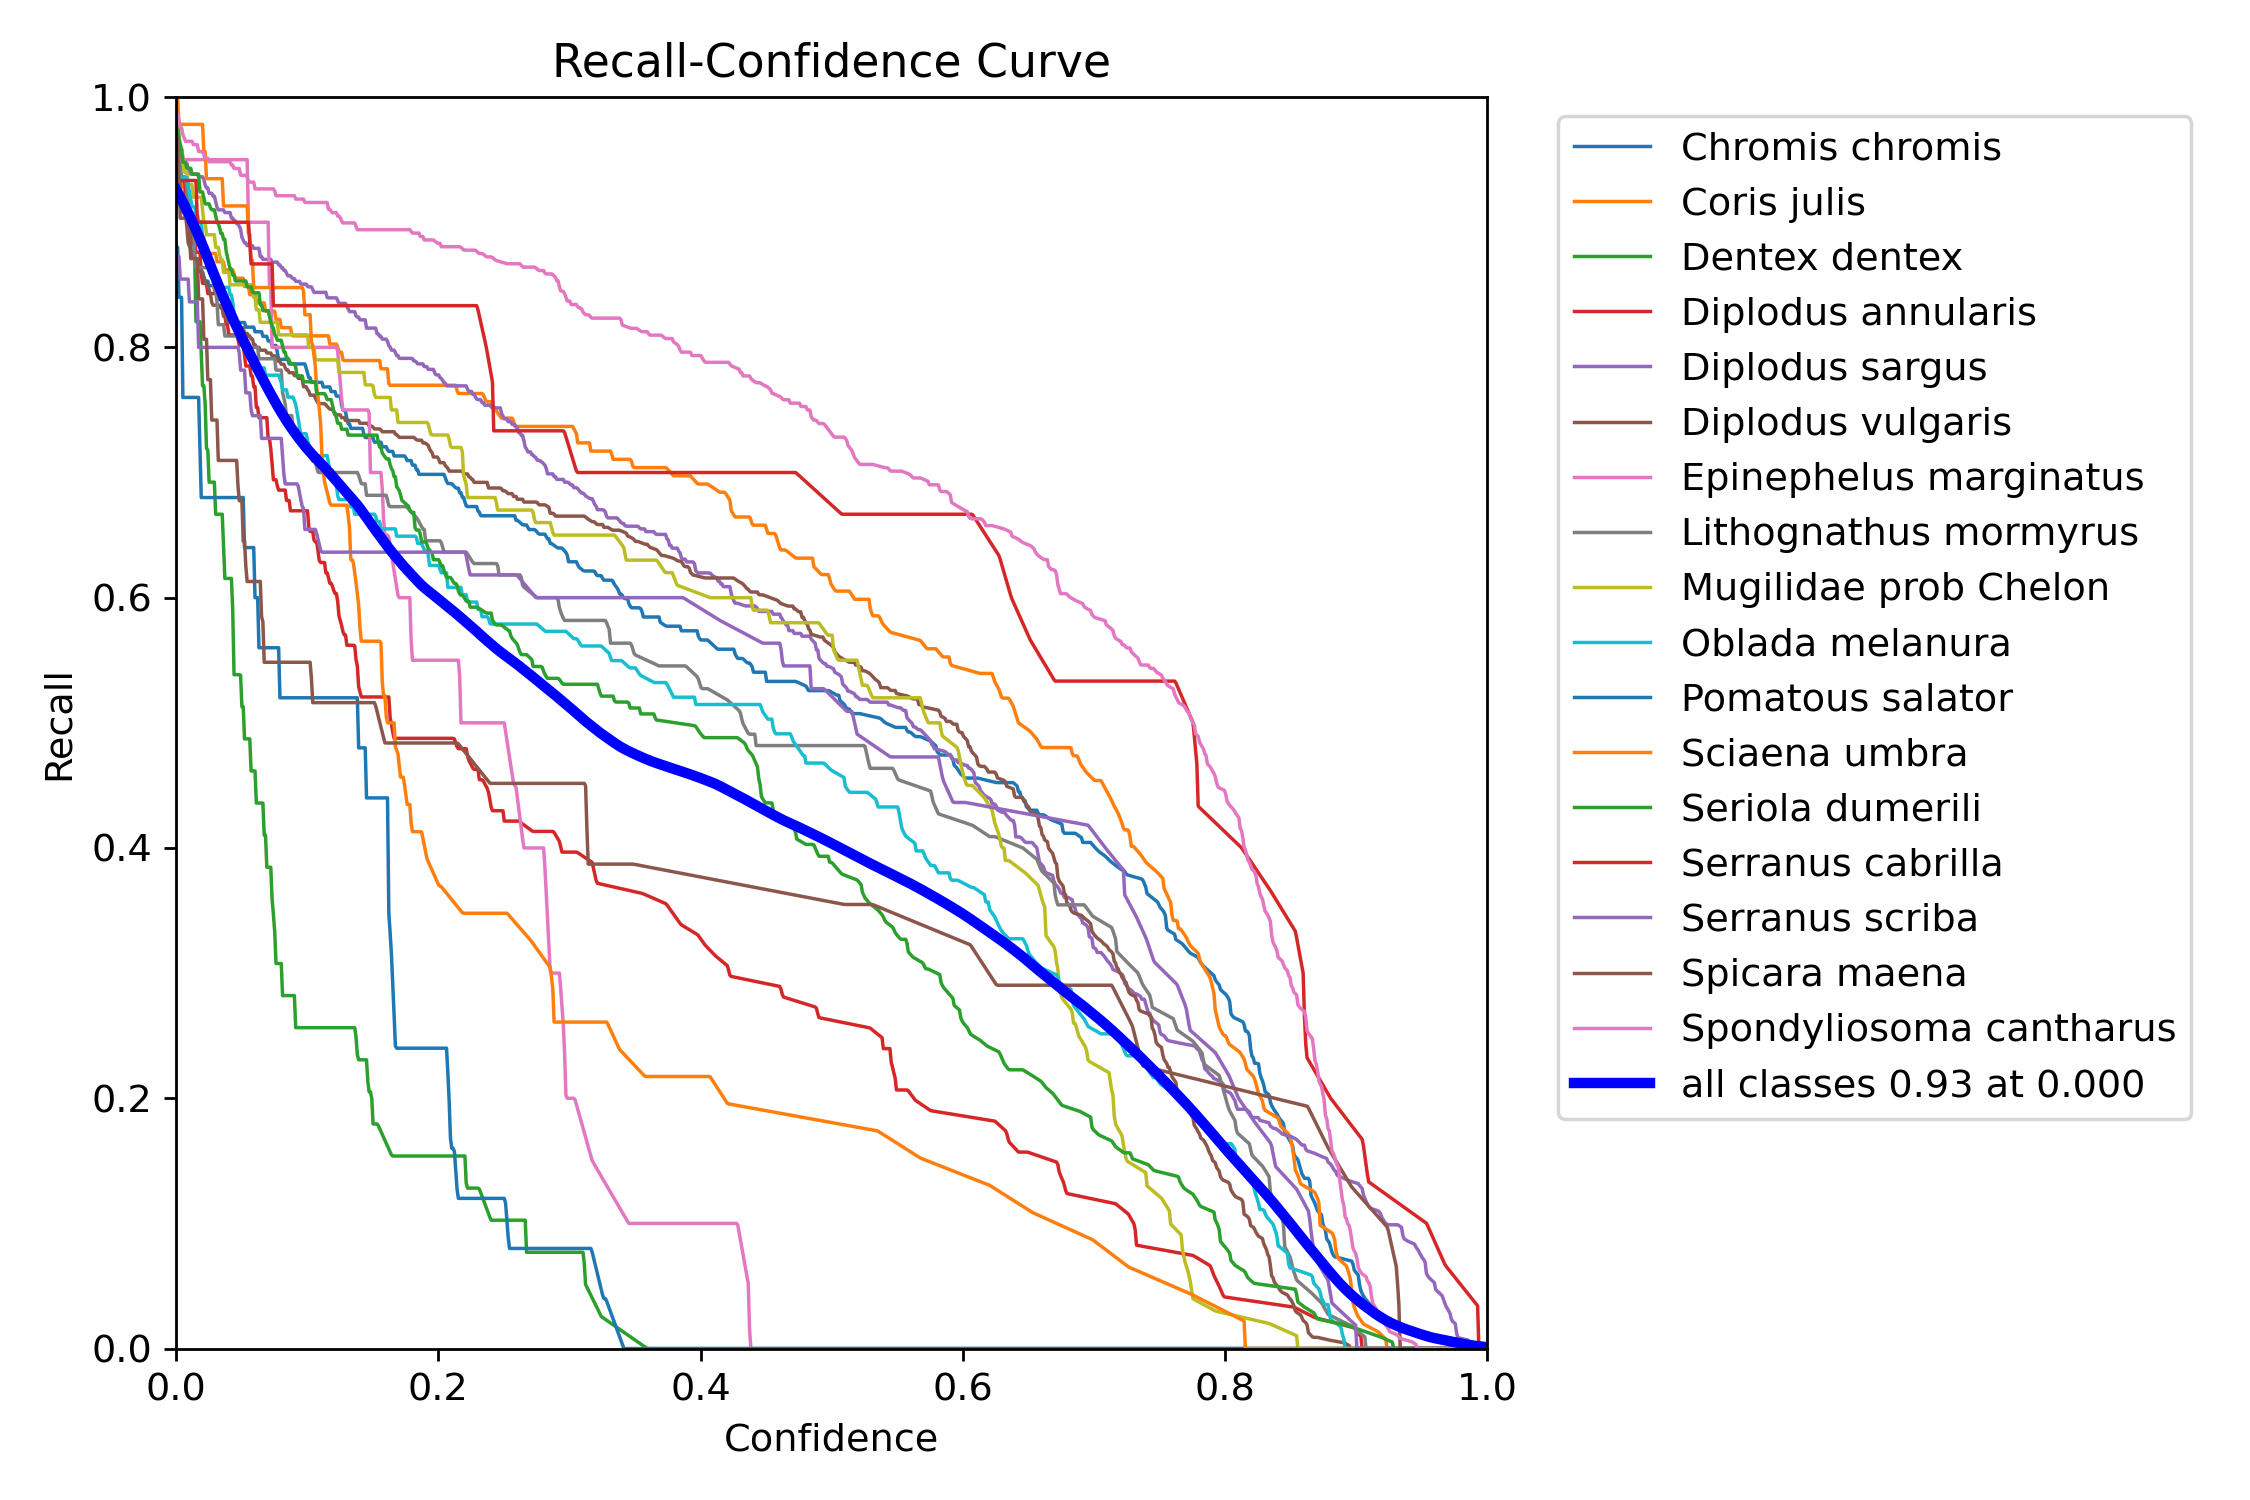 Recall-Confidence Curve
1.0
0.8
0.6
0.4
0.2
0.0
Recall
0.0 0.2 0.4 0.6 0.8 1.0
Confidence
Chromis chromis
Coris julis
Dentex dentex
Diplodus annularis
Diplodus sargus
Diplodus vulgaris
Epinephelus marginatus
Lithognathus mormyrus
Mugilidae prob Chelon
Oblada melanura
Pomatous salator
Sciaena umbra
Seriola dumerili
Serranus cabrilla
Serranus scriba
Spicara maena
Spondyliosoma cantharus
all classes 0.93 at 0.000